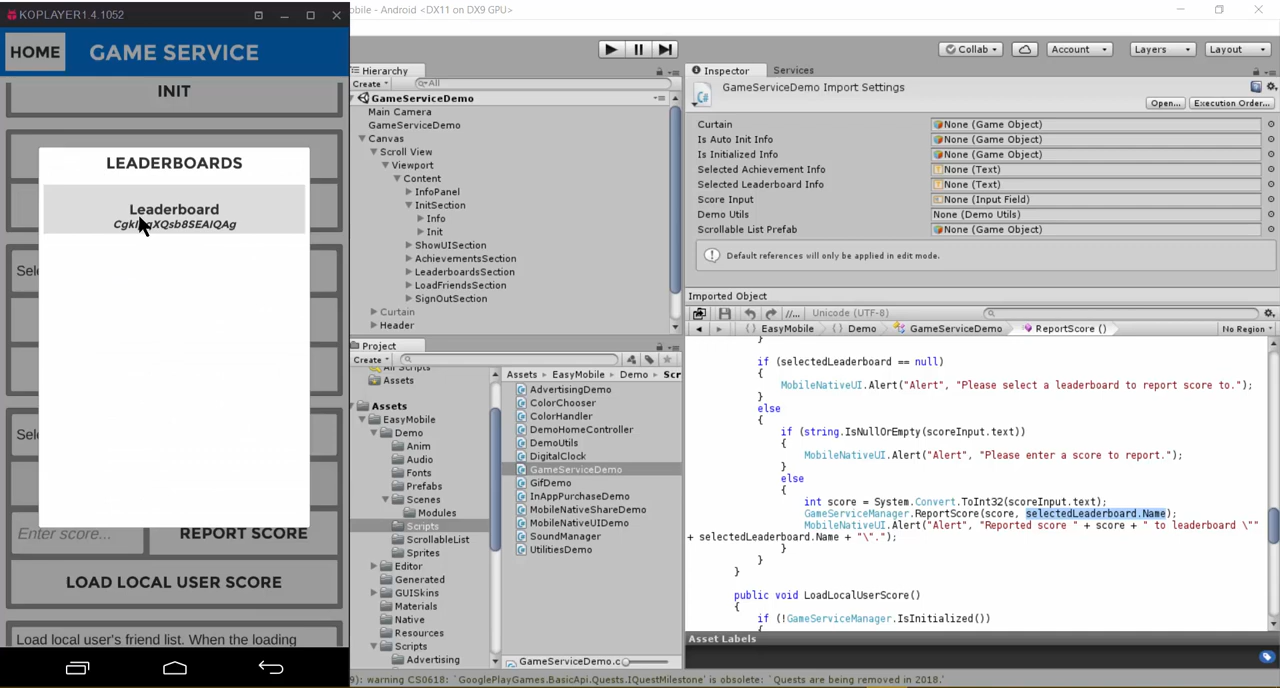 KOPLAYER1.4.1052
HOME GAME SERVICE
INIT
LEADERBOARDS
Leaderboard
Sele
Sele
Enter score...
REPORT SCORE
LOAD LOCAL USER SCORE
Load local user's friend list. When the loading
obile - Android <DX11 on DX9 GPU>
Collab
Account
Layers
Layout
Hierarchy
Create
All
GameServiceDemo
Main Camera
GameServiceDemo
Canvas
Scroll View
Viewport
Content
InfoPanel
InitSection
Info
Init
ShowUISection
AchievementsSection
LeaderboardsSection
LoadFriendsSection
SignOutSection
Curtain
Header
Project
Create
All Scripts
Assets
Assets
EasyMobile
Demo
Anim
Audio
Fonts
Prefabs
Scenes
Modules
Scripts
ScrollableList
Sprites
Editor
Generated
GUISkins
Materials
Native
Resources
Scripts
Advertising
Assets EasyMobile Demo Scr
AdvertisingDemo
ColorChooser
ColorHandler
DemoHomeController
DemoUtils
DigitalClock
GameServiceDemo
GifDemo
InAppPurchaseDemo
MobileNativeShareDemo
MobileNativeUIDemo
SoundManager
UtilitiesDemo
GameServiceDemo.c
Inspector Services
GameServiceDemo Import Settings
Open... Execution Order...
Curtain None (Game Object)
Is Auto Init Info None (Game Object)
Is Initialized Info None (Game Object)
Selected Achievement Info None (Text)
Selected Leaderboard Info None (Text)
Score Input None (Input Field)
Demo Utils None (Demo Utils)
Scrollable List Prefab None (Game Object)
Default references will only be applied in edit mode.
Imported Object
//... Unicode (UTF-8)
{ } EasyMobile { } Demo GameServiceDemo ReportScore () No Region
}
if (selectedLeaderboard == null)
{
MobileNativeUI.Alert("Alert", "Please select a leaderboard to report score to.");
}
else
{
if (string.IsNullOrEmpty(scoreInput.text))
{
MobileNativeUI.Alert("Alert", "Please enter a score to report.");
}
else
{
int score = System.Convert.ToInt32(scoreInput.text);
GameServiceManager.ReportScore(score, selectedLeaderboard.Name);
MobileNativeUI.Alert("Alert", "Reported score " + score + " to leaderboard \""
+ selectedLeaderboard.Name + "\".");
}
}
}
public void LoadLocalUserScore()
{
if (!GameServiceManager.IsInitialized())
{
Asset Labels
9): warning CS0618: `GooglePlayGames.BasicApi.Quests.IQuestMilestone' is obsolete: `Quests are being removed in 2018.'